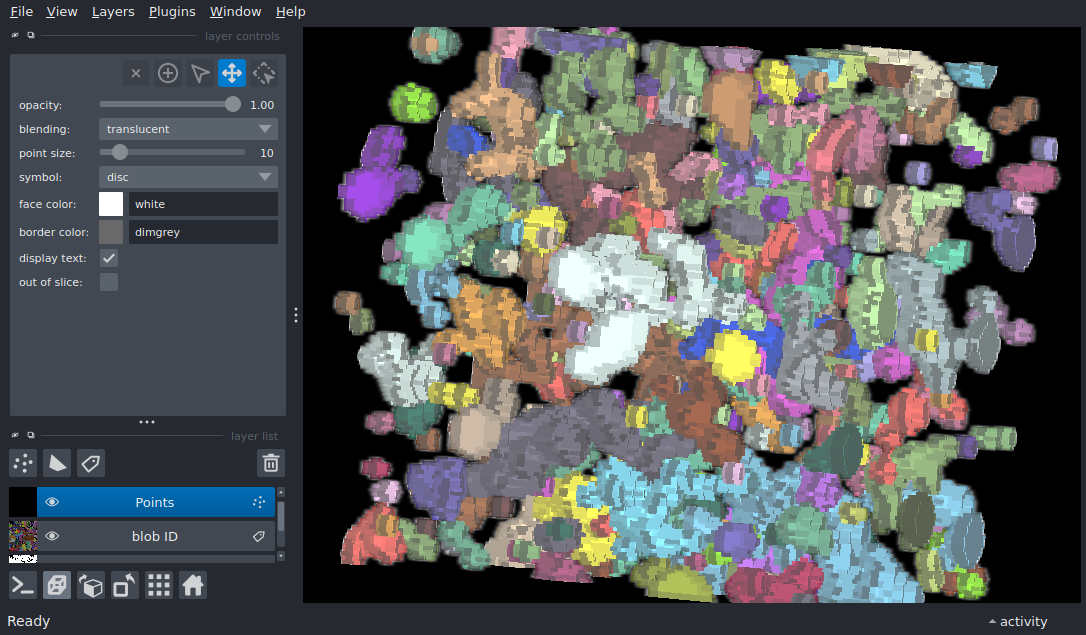 File View Layers Plugins Window Help
layer controls
opacity: 1.00
blending: translucent
point size: 10
symbol: disc
face color: white
border color: dimgrey
display text:
out of slice:
layer list
Points
blob ID
Ready
activity